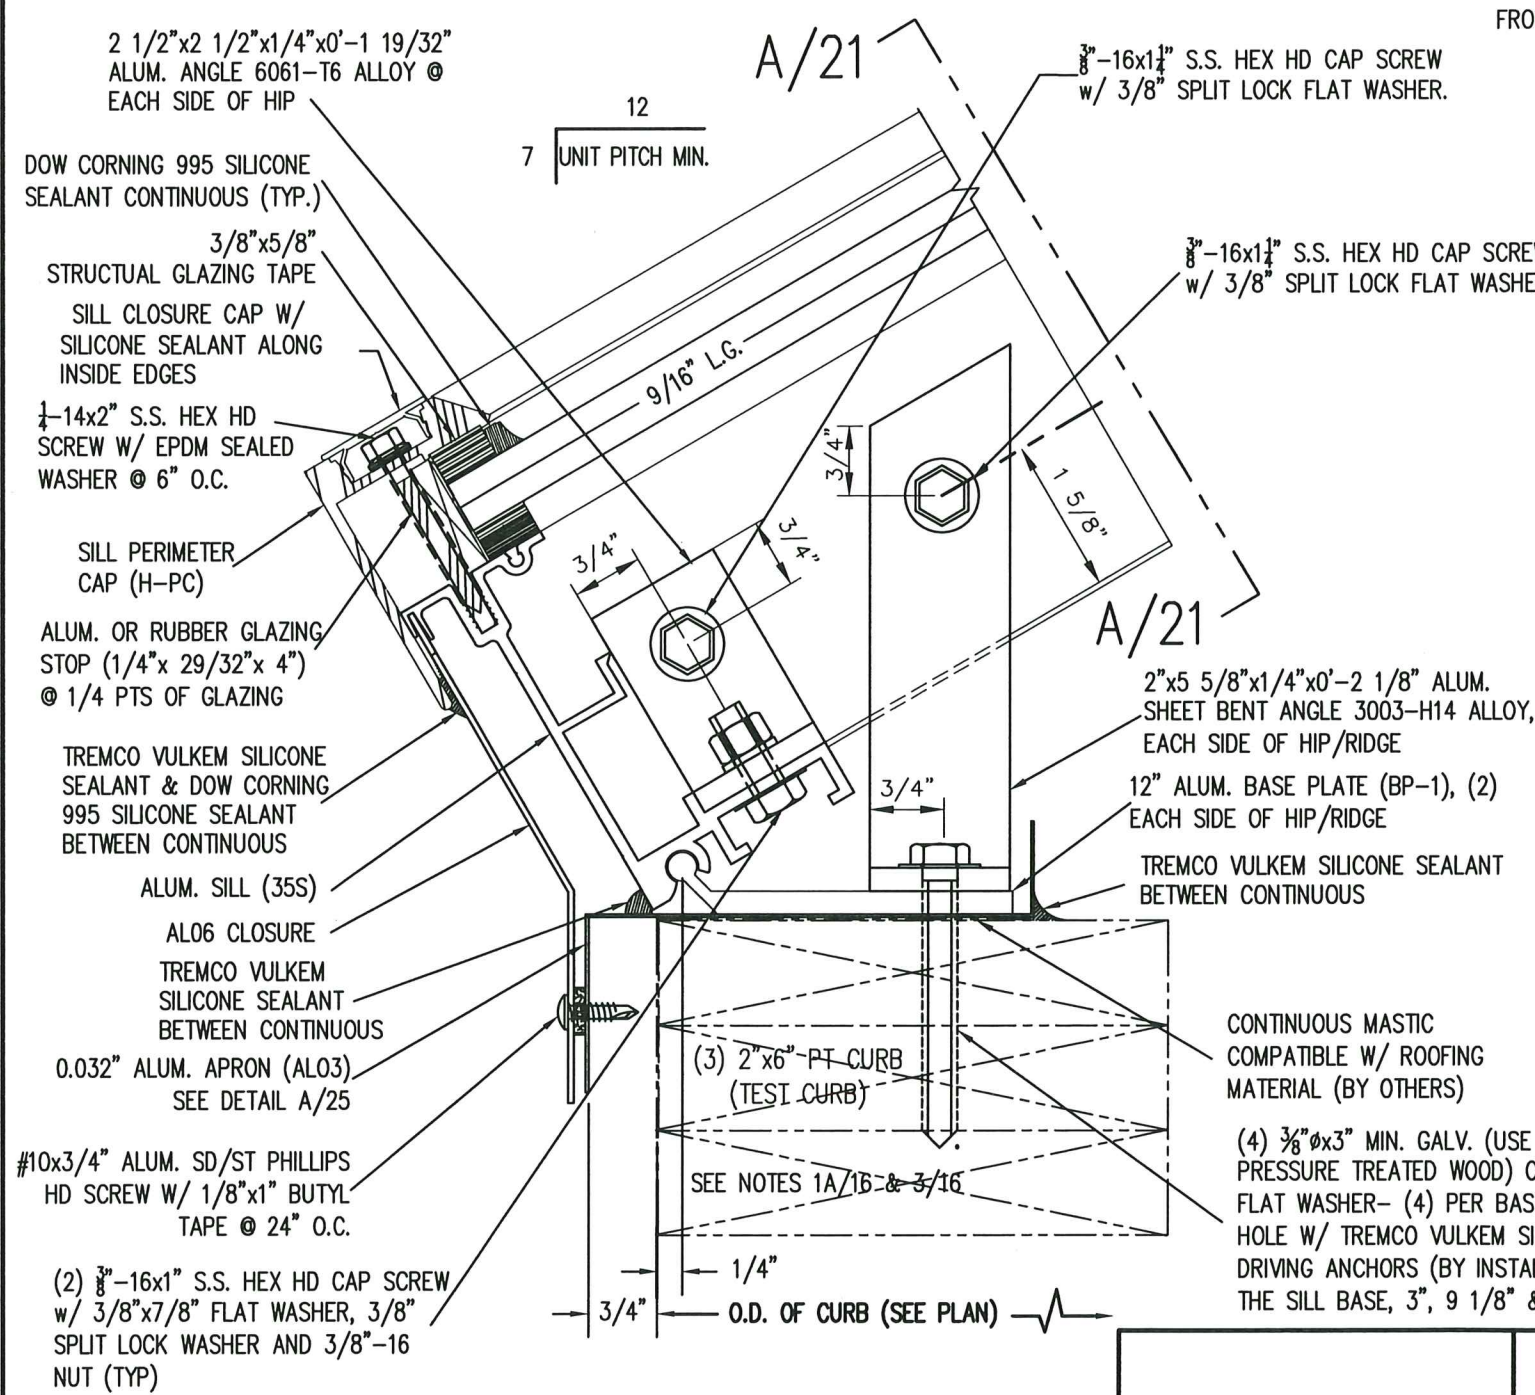 2 1/2"x2 1/2"x1/4"x0'-1 19/32"
ALUM. ANGLE 6061-T6 ALLOY @
EACH SIDE OF HIP
DOW CORNING 995 SILICONE
SEALANT CONTINUOUS (TYP.)
3/8"x5/8"
STRUCTUAL GLAZING TAPE
SILL CLOSURE CAP W/
SILICONE SEALANT ALONG
INSIDE EDGES
1/4-14x2" S.S. HEX HD
SCREW W/ EPDM SEALED
WASHER @ 6" O.C.
SILL PERIMETER
CAP (H-PC)
ALUM. OR RUBBER GLAZING
STOP (1/4"x 29/32"x 4")
@ 1/4 PTS OF GLAZING
TREMCO VULKEM SILICONE
SEALANT & DOW CORNING
995 SILICONE SEALANT
BETWEEN CONTINUOUS
ALUM. SILL (35S)
AL06 CLOSURE
TREMCO VULKEM
SILICONE SEALANT
BETWEEN CONTINUOUS
0.032" ALUM. APRON (AL03)
SEE DETAIL A/25
#10x3/4" ALUM. SD/ST PHILLIPS
HD SCREW W/ 1/8"x1" BUTYL
TAPE @ 24" O.C.
(2) 3/8"-16x1" S.S. HEX HD CAP SCREW
w/ 3/8"x7/8" FLAT WASHER, 3/8"
SPLIT LOCK WASHER AND 3/8"-16
NUT (TYP)
12
7 UNIT PITCH MIN.
A/21
9/16" L.G.
3/4"
3/4"
3/4"
1 5/8"
3/4"
A/21
(3) 2"x6" PT CURB
(TEST CURB)
SEE NOTES 1A/16 & 3/16
1/4"
3/4"
O.D. OF CURB (SEE PLAN)
FRO
3/8"-16x1 1/4" S.S. HEX HD CAP SCREW
w/ 3/8" SPLIT LOCK FLAT WASHER.
3/8"-16x1 1/4" S.S. HEX HD CAP SCREW
w/ 3/8" SPLIT LOCK FLAT WASHE
2"x5 5/8"x1/4"x0'-2 1/8" ALUM.
SHEET BENT ANGLE 3003-H14 ALLOY,
EACH SIDE OF HIP/RIDGE
12" ALUM. BASE PLATE (BP-1), (2)
EACH SIDE OF HIP/RIDGE
TREMCO VULKEM SILICONE SEALANT
BETWEEN CONTINUOUS
CONTINUOUS MASTIC
COMPATIBLE W/ ROOFING
MATERIAL (BY OTHERS)
(4) 3/8"øx3" MIN. GALV. (USE
PRESSURE TREATED WOOD)
FLAT WASHER- (4) PER BAS
HOLE W/ TREMCO VULKEM SI
DRIVING ANCHORS (BY INSTA
THE SILL BASE, 3", 9 1/8" &